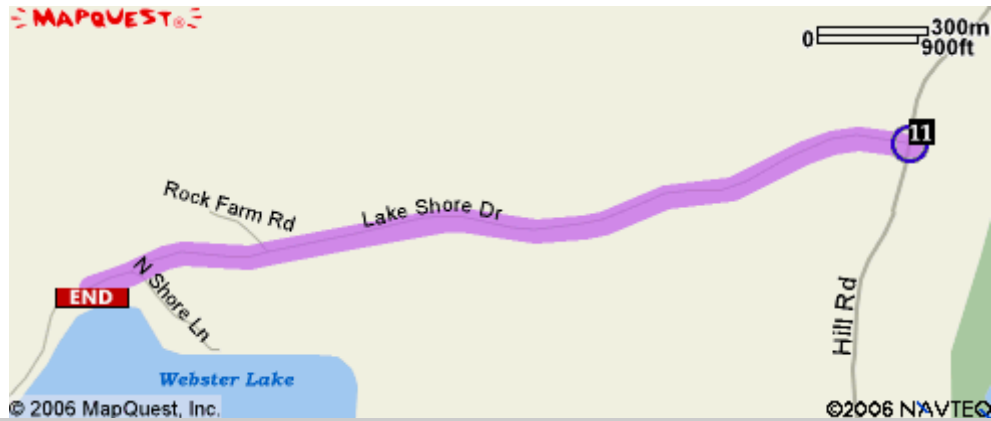 MAPQUEST®
0 300m
900ft
11
Rock Farm Rd
Lake Shore Dr
N Shore Ln
END
Hill Rd
Webster Lake
© 2006 MapQuest, Inc.
©2006 NAVTEQ